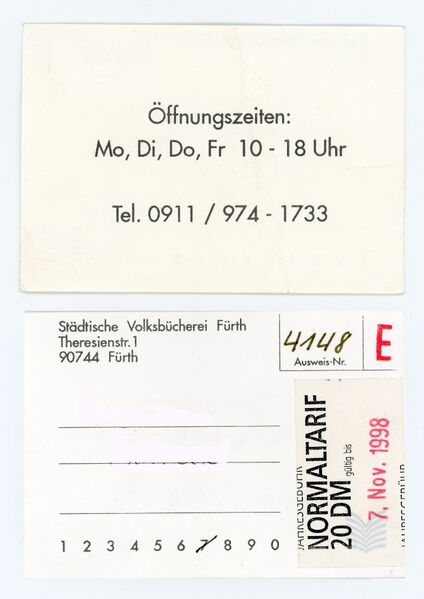 Öffnungszeiten:
Mo, Di, Do, Fr 10 - 18 Uhr
Tel. 0911 / 974 - 1733
Städtische Volksbücherei Fürth
Theresienstr.1
90744 Fürth
4148
Ausweis-Nr.
E
JAHRESGEBÜHR
NORMALTARIF
20 DM gültig bis
7. Nov. 1998
JAHRESGEBÜHR
1 2 3 4 5 6 7 8 9 0